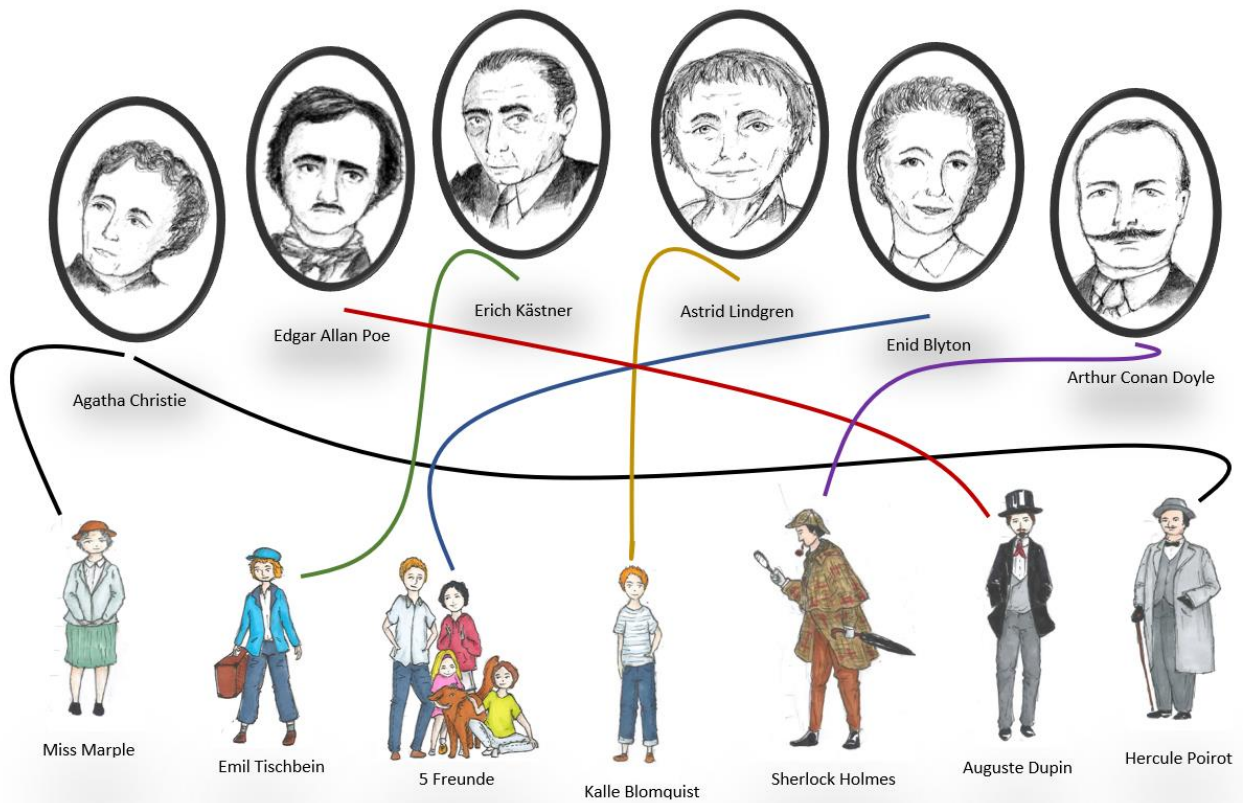 Agatha Christie
Edgar Allan Poe
Erich Kästner
Astrid Lindgren
Enid Blyton
Arthur Conan Doyle
Miss Marple
Emil Tischbein
5 Freunde
Kalle Blomquist
Sherlock Holmes
Auguste Dupin
Hercule Poirot